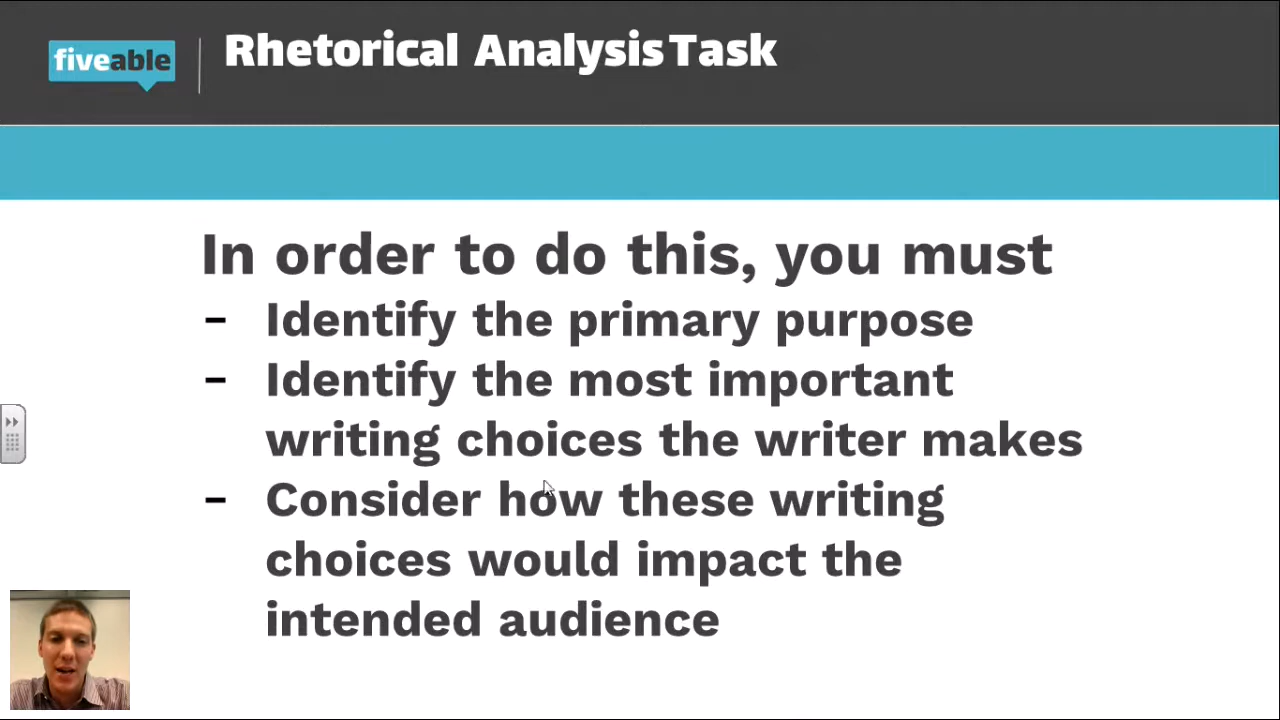 fiveable
Rhetorical Analysis Task
In order to do this, you must
- Identify the primary purpose
- Identify the most important
writing choices the writer makes
- Consider how these writing
choices would impact the
intended audience